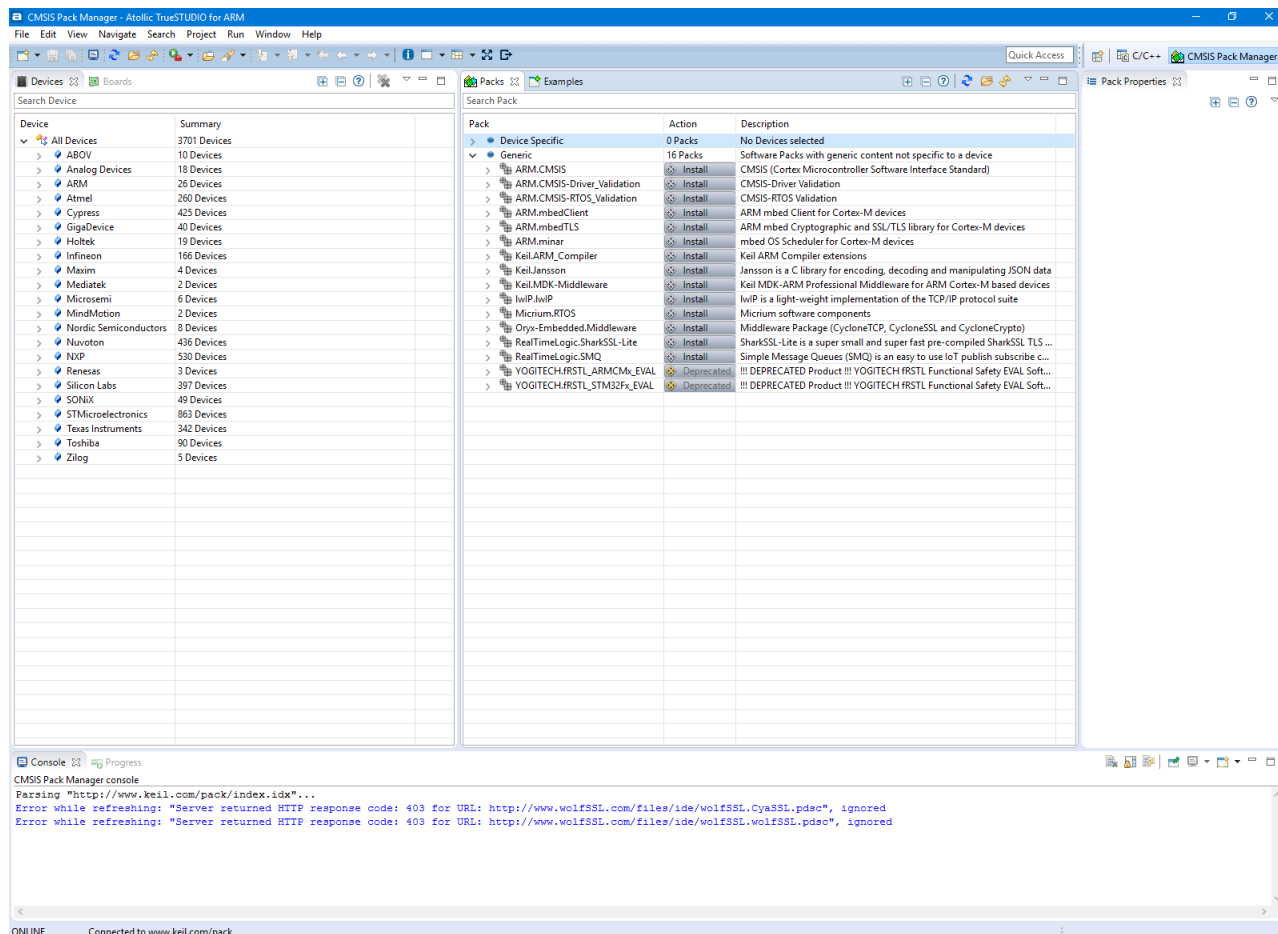 CMSIS Pack Manager - Atollic TrueSTUDIO for ARM
File Edit View Navigate Search Project Run Window Help
Quick Access
C/C++
CMSIS Pack Manager
Devices
Boards
Search Device
Device Summary
All Devices 3701 Devices
ABOV 10 Devices
Analog Devices 18 Devices
ARM 26 Devices
Atmel 260 Devices
Cypress 425 Devices
GigaDevice 40 Devices
Holtek 19 Devices
Infineon 166 Devices
Maxim 4 Devices
Mediatek 2 Devices
Microsemi 6 Devices
MindMotion 2 Devices
Nordic Semiconductors 8 Devices
Nuvoton 436 Devices
NXP 530 Devices
Renesas 3 Devices
Silicon Labs 397 Devices
SONiX 49 Devices
STMicroelectronics 863 Devices
Texas Instruments 342 Devices
Toshiba 90 Devices
Zilog 5 Devices
Packs
Examples
Search Pack
Pack Action Description
Device Specific 0 Packs No Devices selected
Generic 16 Packs Software Packs with generic content not specific to a device
ARM.CMSIS Install CMSIS (Cortex Microcontroller Software Interface Standard)
ARM.CMSIS-Driver_Validation Install CMSIS-Driver Validation
ARM.CMSIS-RTOS_Validation Install CMSIS-RTOS Validation
ARM.mbedClient Install ARM mbed Client for Cortex-M devices
ARM.mbedTLS Install ARM mbed Cryptographic and SSL/TLS library for Cortex-M devices
ARM.minar Install mbed OS Scheduler for Cortex-M devices
Keil.ARM_Compiler Install Keil ARM Compiler extensions
Keil.Jansson Install Jansson is a C library for encoding, decoding and manipulating JSON data
Keil.MDK-Middleware Install Keil MDK-ARM Professional Middleware for ARM Cortex-M based devices
lwIP.lwIP Install lwIP is a light-weight implementation of the TCP/IP protocol suite
Micrium.RTOS Install Micrium software components
Oryx-Embedded.Middleware Install Middleware Package (CycloneTCP, CycloneSSL and CycloneCrypto)
RealTimeLogic.SharkSSL-Lite Install SharkSSL-Lite is a super small and super fast pre-compiled SharkSSL TLS ...
RealTimeLogic.SMQ Install Simple Message Queues (SMQ) is an easy to use IoT publish subscribe c...
YOGITECH.fRSTL_ARMCMx_EVAL Deprecated !!! DEPRECATED Product !!! YOGITECH fRSTL Functional Safety EVAL Soft...
YOGITECH.fRSTL_STM32Fx_EVAL Deprecated !!! DEPRECATED Product !!! YOGITECH fRSTL Functional Safety EVAL Soft...
Pack Properties
Console
Progress
CMSIS Pack Manager console
Parsing "http://www.keil.com/pack/index.idx"...
Error while refreshing: "Server returned HTTP response code: 403 for URL: http://www.wolfSSL.com/files/ide/wolfSSL.CyaSSL.pdsc", ignored
Error while refreshing: "Server returned HTTP response code: 403 for URL: http://www.wolfSSL.com/files/ide/wolfSSL.wolfSSL.pdsc", ignored
ONLINE Connected to www.keil.com/pack